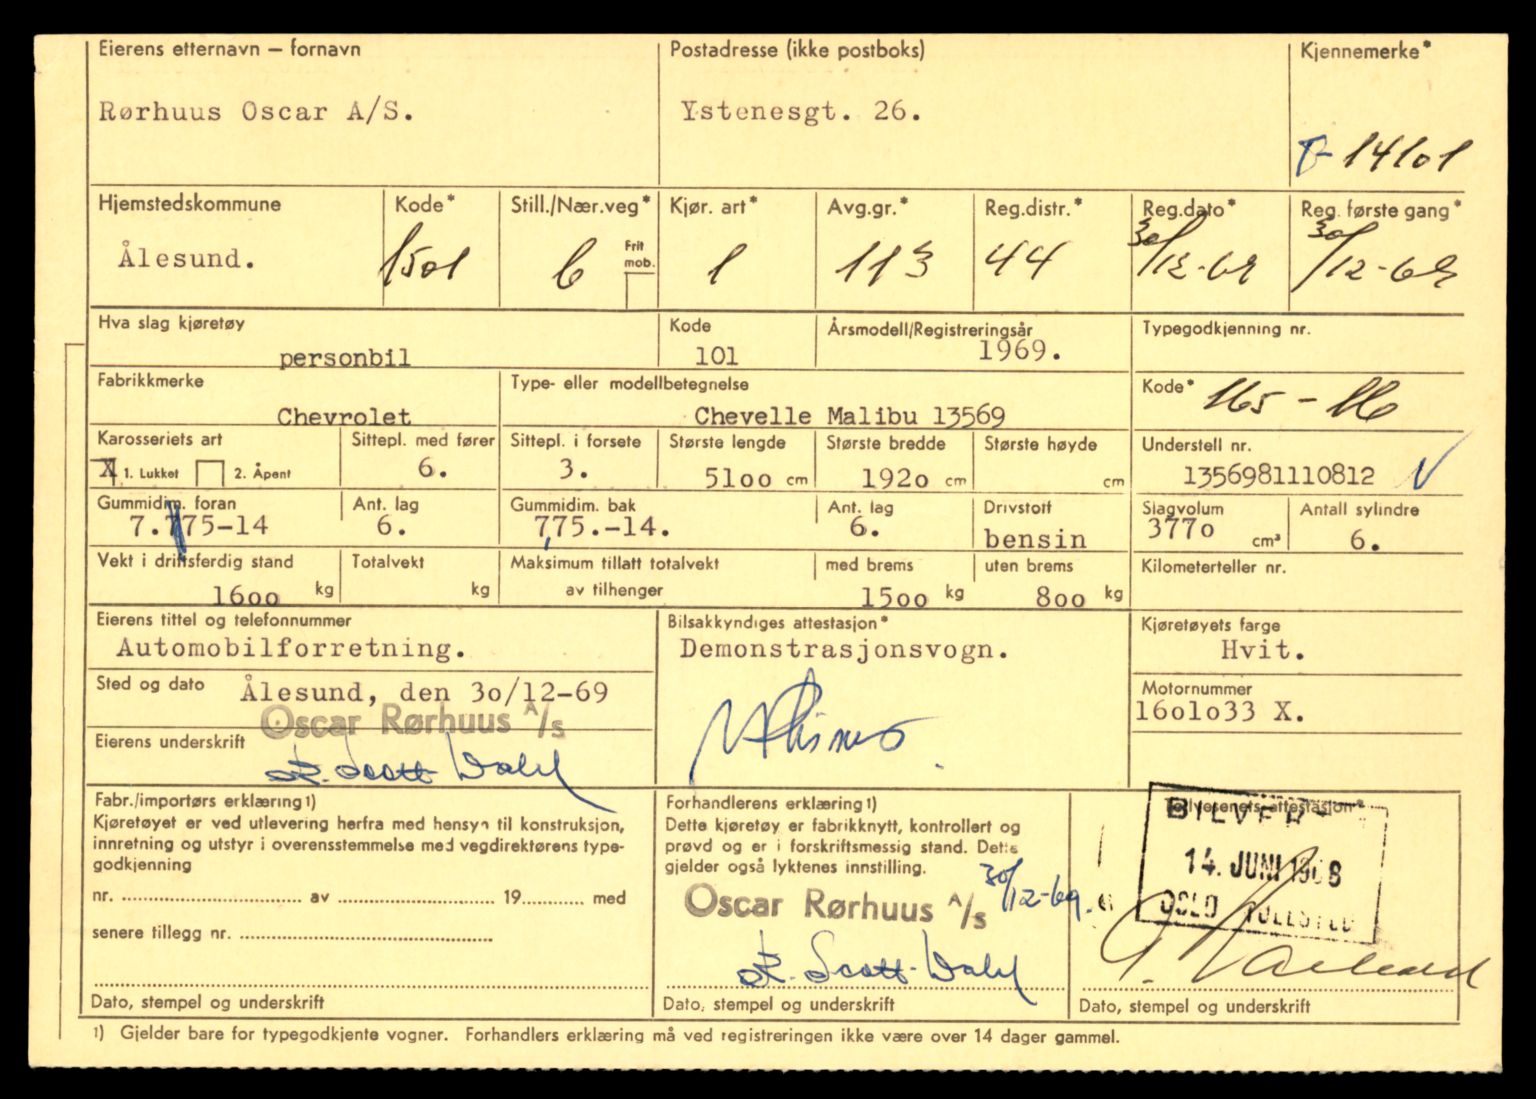 Eierens etternavn – fornavn Postadresse (ikke postboks) Kjennemerke*
Rørhuus Oscar A/S. Ystenesgt. 26.
T- 14101
Hjemstedskommune Kode* Still./Nær.veg* Kjør. art* Avg.gr.* Reg.distr.* Reg.dato* Reg. første gang*
Ålesund. 1501 6 Frit mob. 1 113 44 30/12-69 30/12-69
Hva slag kjøretøy Kode Årsmodell/Registreringsår Typegodkjenning nr.
personbil 101 1969.
Fabrikkmerke Type- eller modellbetegnelse Kode* 165-116
Chevrolet Chevelle Malibu 13569
Karosseriets art Sittepl. med fører Sittepl. i forsete Største lengde Største bredde Største høyde Understell nr.
X 1. Lukket 2. Åpent 6. 3. 5100 cm 1920 cm cm 1356981110812
Gummidim. foran Ant. lag Gummidim. bak Ant. lag Drivstoff Slagvolum Antall sylindre
7.775-14 6. 7,75.-14. 6. bensin 3770 cm³ 6.
Vekt i driftsferdig stand Totalvekt Maksimum tillatt totalvekt med brems uten brems Kilometerteller nr.
1600 kg kg av tilhenger 1500 kg 800 kg
Eierens tittel og telefonnummer Bilsakkyndiges attestasjon* Kjøretøyets farge
Automobilforretning. Demonstrasjonsvogn. Hvit.
Sted og dato Ålesund, den 30/12-69 Motornummer
Oscar Rørhuus A/s 1601033 X.
Eierens underskrift
Scott-Dahl
Fabr./importørs erklæring 1) Forhandlerens erklæring 1) Tollvesenets attestasjon*
Kjøretøyet er ved utlevering herfra med hensyn til konstruksjon, Dette kjøretøy er fabrikknytt, kontrollert og
innretning og utstyr i overensstemmelse med vegdirektørens type- prøvd og er i forskriftsmessig stand. Dette
godkjenning gjelder også lyktenes innstilling. 14. JUNI 1968
nr. av 19 med Oscar Rørhuus A/s 30/12-69. OSLO TOLLSTED
senere tillegg nr.
Scott-Dahl
Dato, stempel og underskrift Dato, stempel og underskrift Dato, stempel og underskrift
1) Gjelder bare for typegodkjente vogner. Forhandlers erklæring må ved registreringen ikke være over 14 dager gammel.